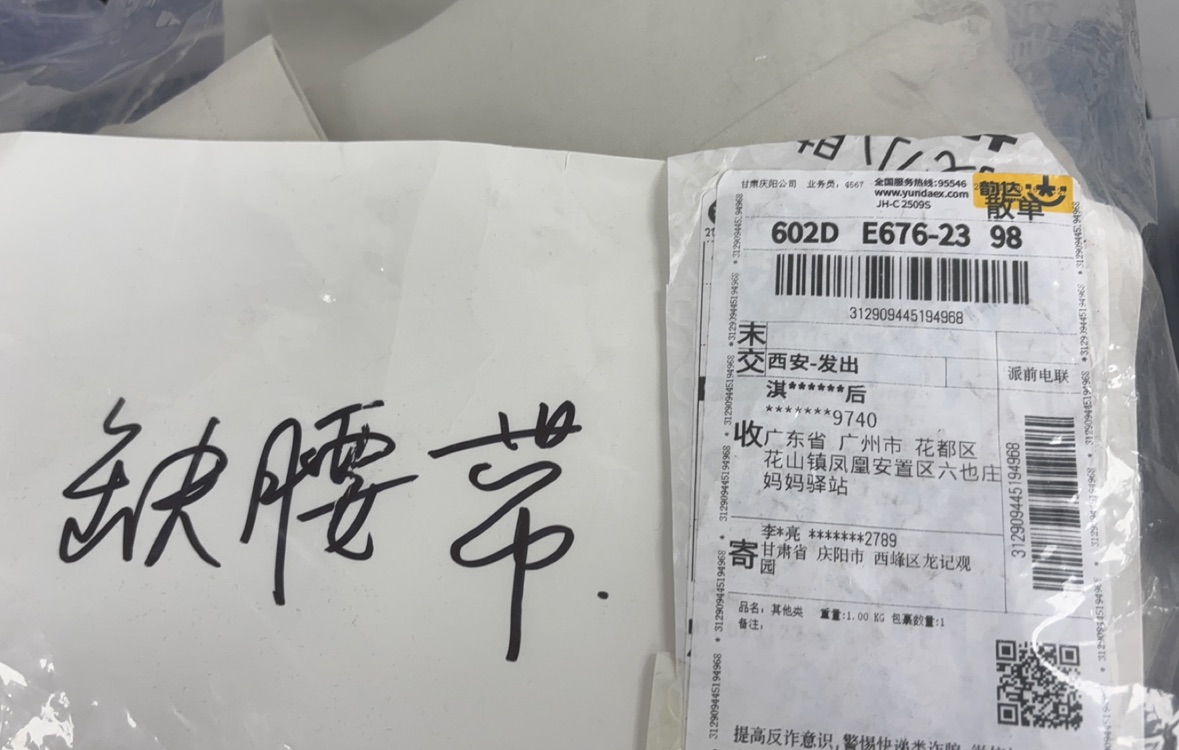 缺腰带.
甘肃庆阳公司 业务员: 4567 全国服务热线:95546
www.yundaex.com
JH-C 2509S
韵达
散单
602D E676-23 98
312909445194968
末交 西安-发出
派前电联
淇******后
*******9740
收 广东省 广州市 花都区
花山镇凤凰安置区六也庄
妈妈驿站
312909445194968
李*亮 *******2789
寄 甘肃省 庆阳市 西峰区龙记观
园
品名: 其他类 重量:1.00 KG 包裹数量:1
备注:
提高反诈意识,警惕快递类诈骗